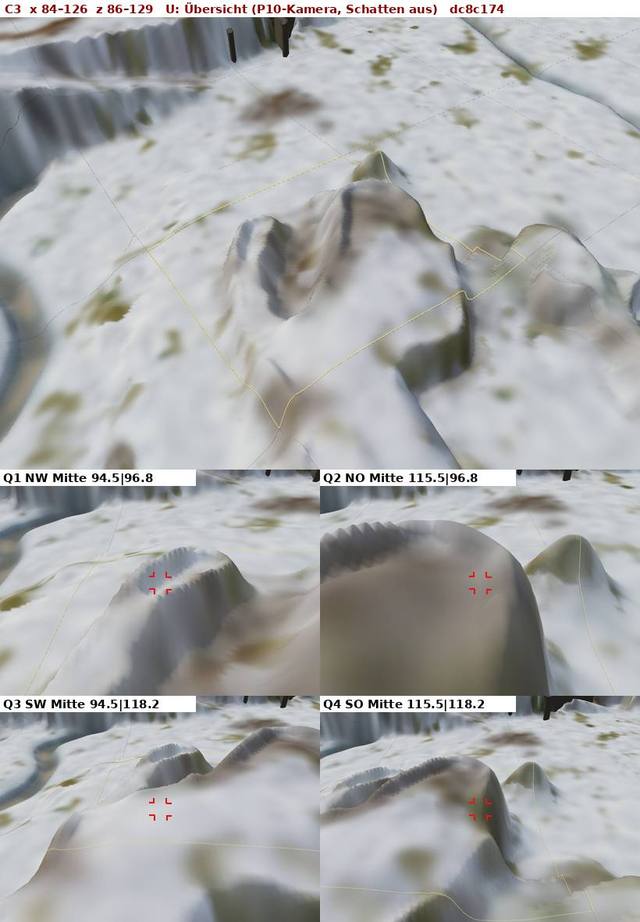 C3 x 84–126 z 86–129 U: Übersicht (P10-Kamera, Schatten aus) dc8c174
Q1 NW Mitte 94.5|96.8
Q2 NO Mitte 115.5|96.8
Q3 SW Mitte 94.5|118.2
Q4 SO Mitte 115.5|118.2